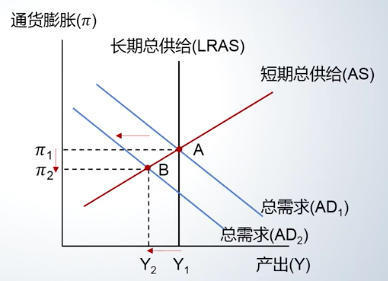 通货膨胀(π)
长期总供给(LRAS)
短期总供给(AS)
π1
A
π2
B
总需求(AD1)
总需求(AD2)
Y2
Y1
产出(Y)